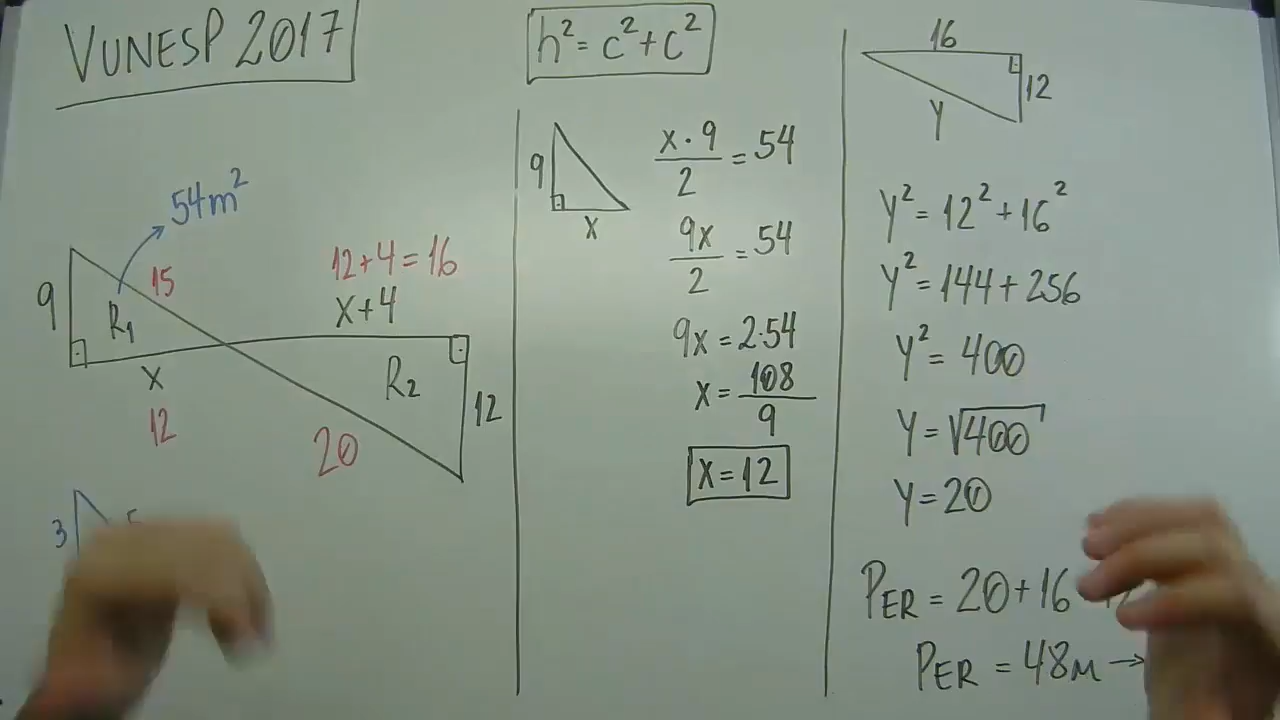 VUNESP 2017
54m²
9
15
R₁
x
12
12+4=16
x+4
R₂
12
20
3
h²=c²+c²
9
x
x·9/2=54
9x/2=54
9x=2·54
x=108/9
x=12
16
12
y
y²=12²+16²
y²=144+256
y²=400
y=√400
y=20
PER=20+16
PER=48m→